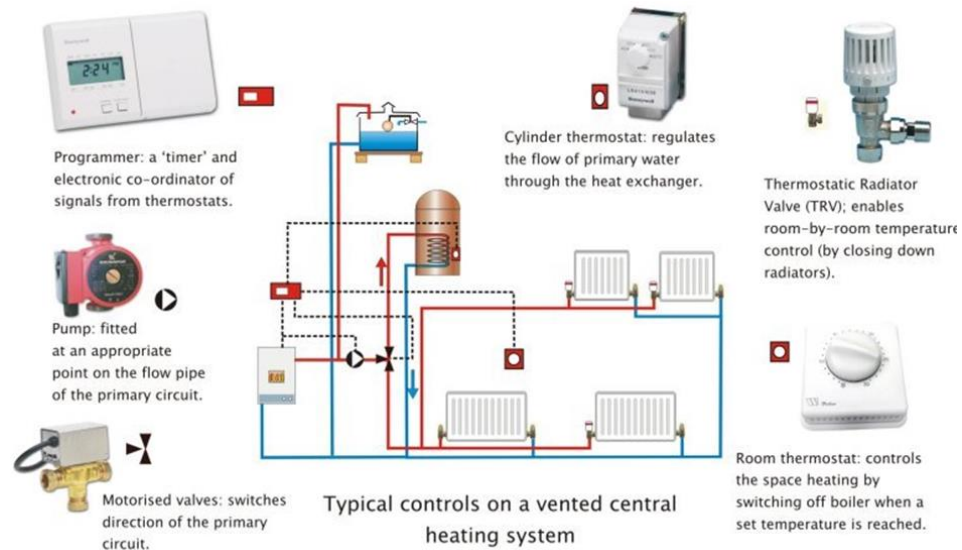 Honeywell
2:24
Programmer: a ‘timer’ and
electronic co-ordinator of
signals from thermostats.
Cylinder thermostat: regulates
the flow of primary water
through the heat exchanger.
Honeywell
Thermostatic Radiator
Valve (TRV); enables
room-by-room temperature
control (by closing down
radiators).
Pump: fitted
at an appropriate
point on the flow pipe
of the primary circuit.
Motorised valves: switches
direction of the primary
circuit.
Room thermostat: controls
the space heating by
switching off boiler when a
set temperature is reached.
Typical controls on a vented central
heating system